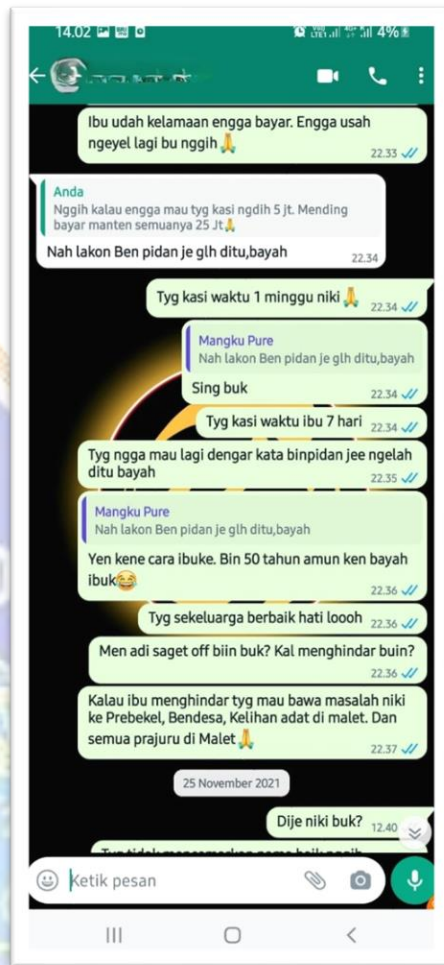 14.02
4%
Ibu udah kelamaan engga bayar. Engga usah
ngeyel lagi bu nggih🙏
22.33
Anda
Nggih kalau engga mau tyg kasi ngdih 5 jt. Mending
bayar manten semuanya 25 Jt🙏
Nah lakon Ben pidan je glh ditu,bayah
22.34
Tyg kasi waktu 1 minggu niki🙏
22.34
Mangku Pure
Nah lakon Ben pidan je glh ditu,bayah
Sing buk
22.34
Tyg kasi waktu ibu 7 hari
22.34
Tyg ngga mau lagi dengar kata binpidan jee ngelah
ditu bayah
22.35
Mangku Pure
Nah lakon Ben pidan je glh ditu,bayah
Yen kene cara ibuke. Bin 50 tahun amun ken bayah
ibuk😂
22.36
Tyg sekeluarga berbaik hati loooh
22.36
Men adi saget off biin buk? Kal menghindar buin?
22.36
Kalau ibu menghindar tyg mau bawa masalah niki
ke Prebekel, Bendesa, Kelihan adat di malet. Dan
semua prajuru di Malet🙏
22.37
25 November 2021
Dije niki buk?
12.40
Ketik pesan